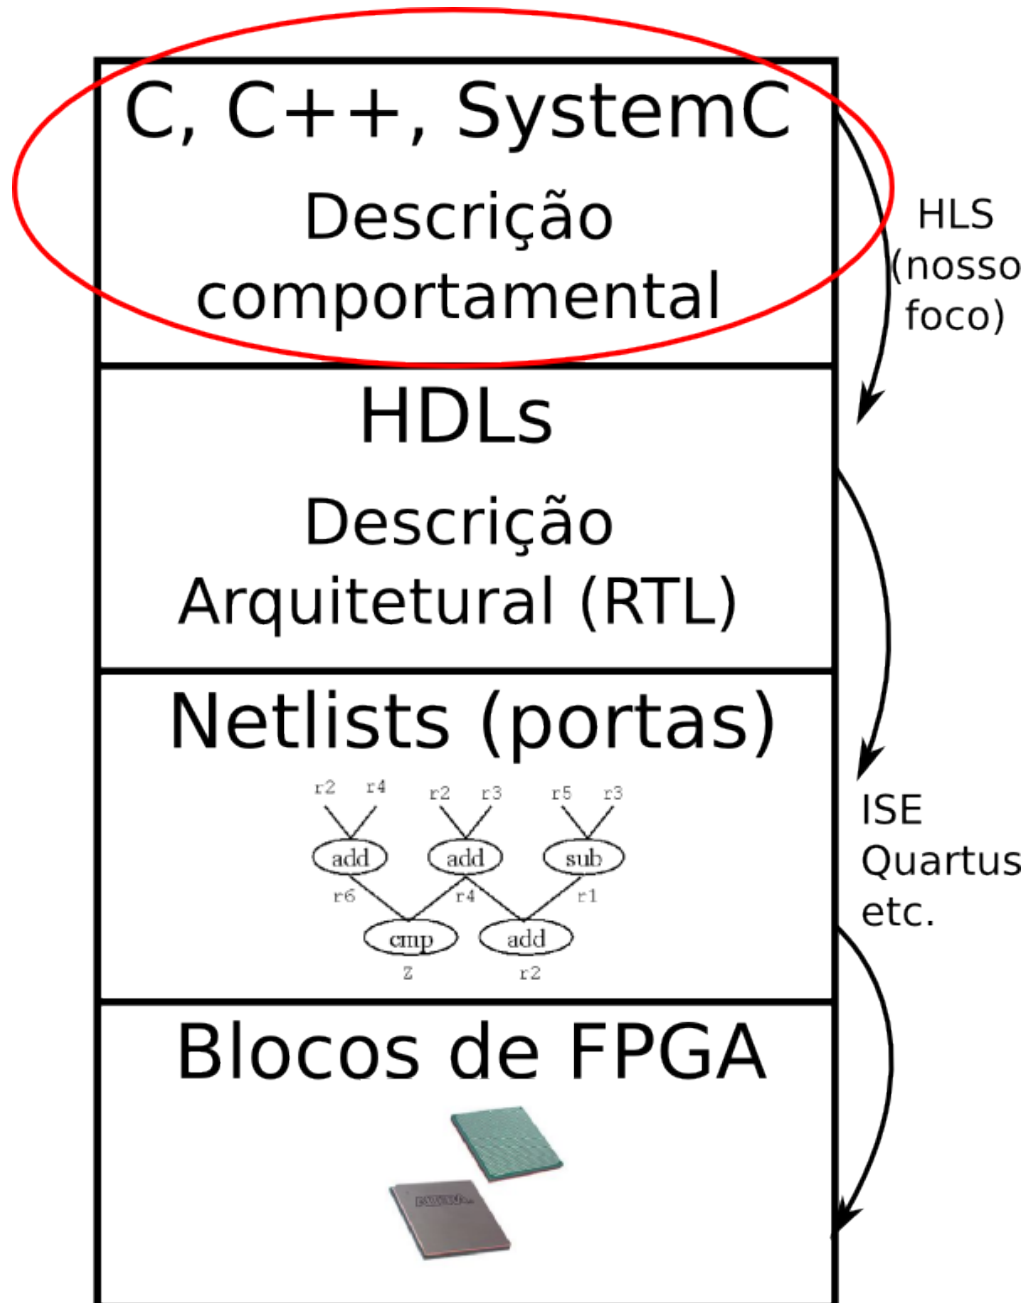 C, C++, SystemC
Descrição
comportamental
HLS
(nosso
foco)
HDLs
Descrição
Arquitetural (RTL)
Netlists (portas)
r2 r4 r2 r3 r5 r3
add add sub
r6 r4 r1
cmp add
Z r2
ISE
Quartus
etc.
Blocos de FPGA